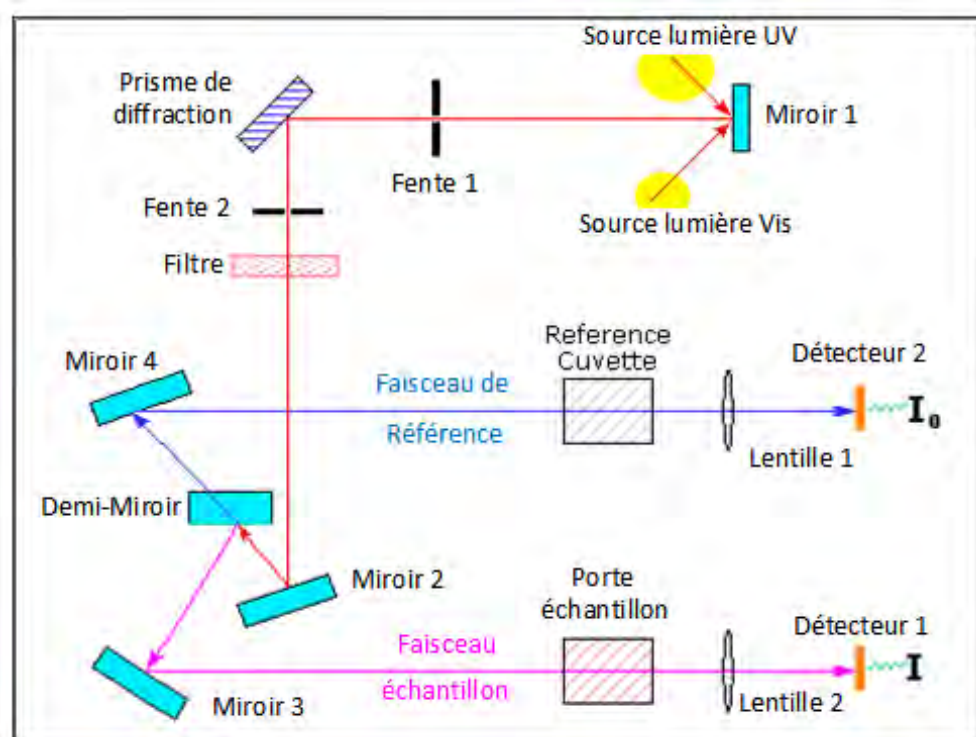 Source lumière UV
Prisme de
diffraction
Miroir 1
Fente 1
Fente 2
Source lumière Vis
Filtre
Reference
Cuvette
Miroir 4
Détecteur 2
Faisceau de
Référence
I₀
Lentille 1
Demi-Miroir
Miroir 2
Porte
échantillon
Détecteur 1
Faisceau
échantillon
I
Miroir 3
Lentille 2